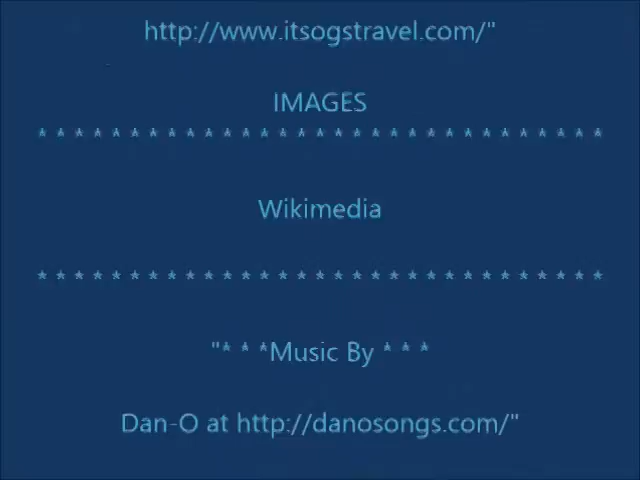 http://www.itsogstravel.com/"
IMAGES
* * * * * * * * * * * * * * * * * * * * * * * * * * * * * * *
Wikimedia
* * * * * * * * * * * * * * * * * * * * * * * * * * * * * * *
"* * *Music By * * *
Dan-O at http://danosongs.com/"